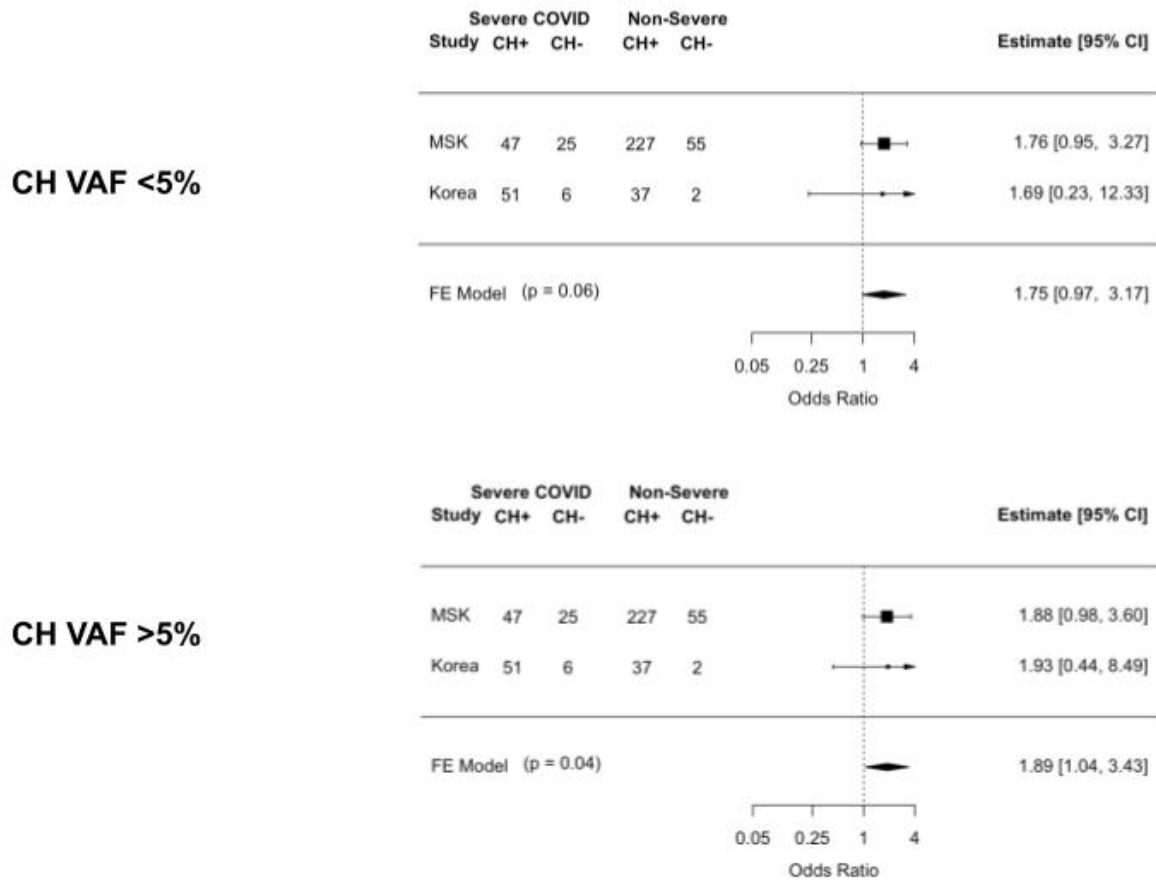 Severe COVID Non-Severe
Study CH+ CH- CH+ CH- Estimate [95% CI]
MSK 47 25 227 55 1.76 [0.95, 3.27]
CH VAF <5%
Korea 51 6 37 2 1.69 [0.23, 12.33]
FE Model (p = 0.06) 1.75 [0.97, 3.17]
0.05 0.25 1 4
Odds Ratio
Severe COVID Non-Severe
Study CH+ CH- CH+ CH- Estimate [95% CI]
MSK 47 25 227 55 1.88 [0.98, 3.60]
CH VAF >5%
Korea 51 6 37 2 1.93 [0.44, 8.49]
FE Model (p = 0.04) 1.89 [1.04, 3.43]
0.05 0.25 1 4
Odds Ratio